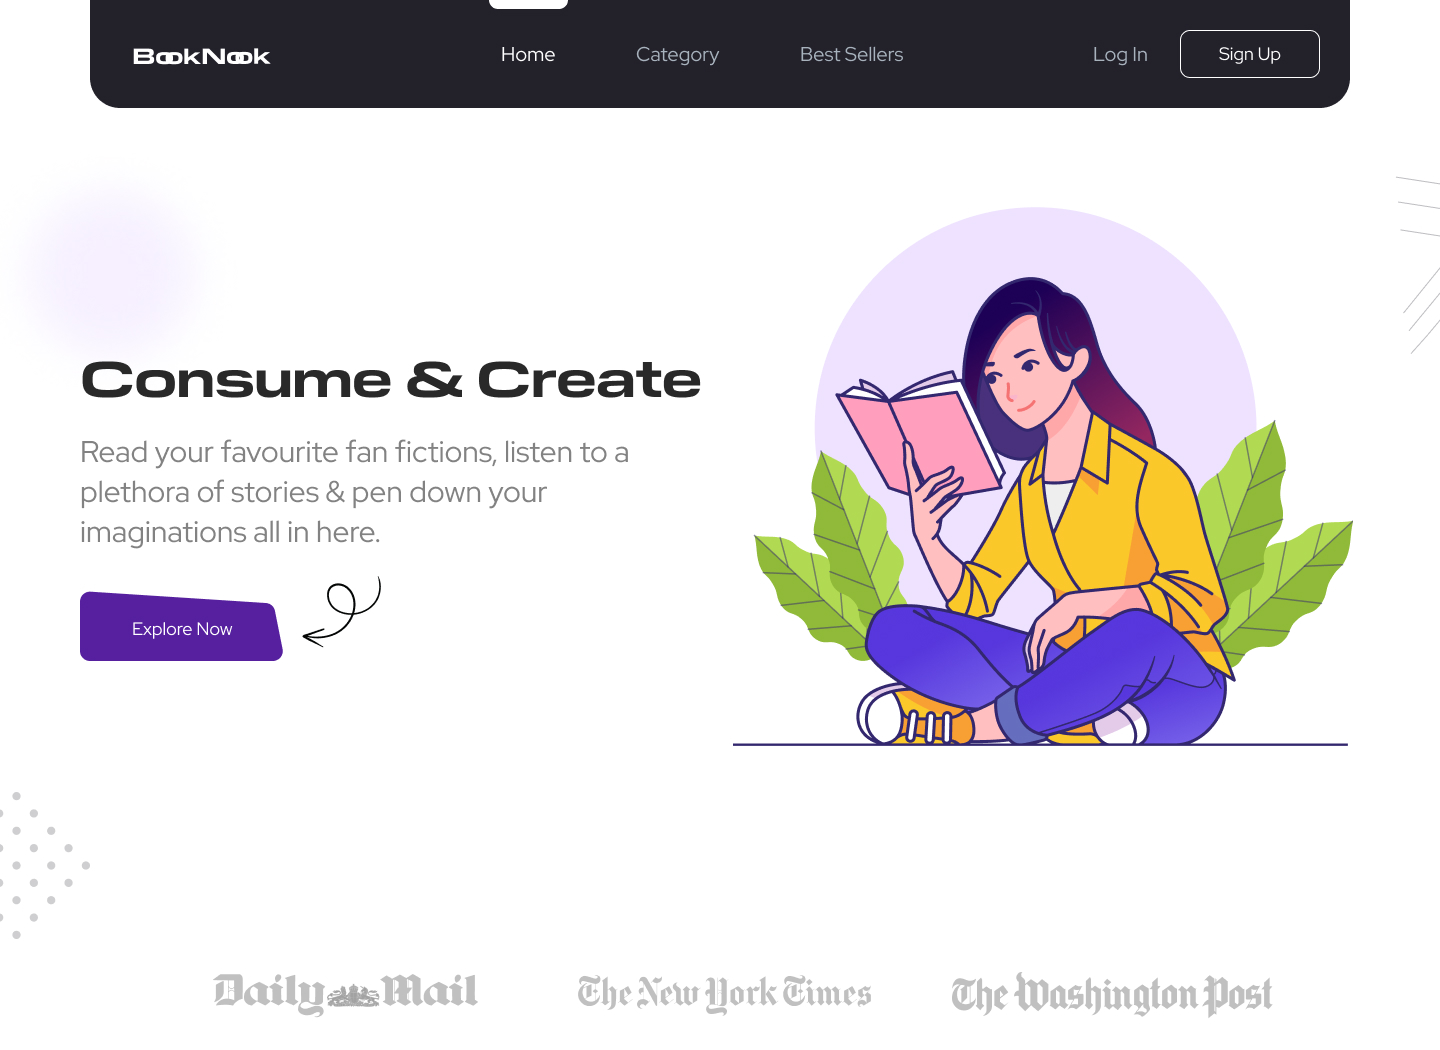 BookNook
Home
Category
Best Sellers
Log In
Sign Up
Consume & Create
Read your favourite fan fictions, listen to a
plethora of stories & pen down your
imaginations all in here.
Explore Now
Daily Mail
The New York Times
The Washington Post